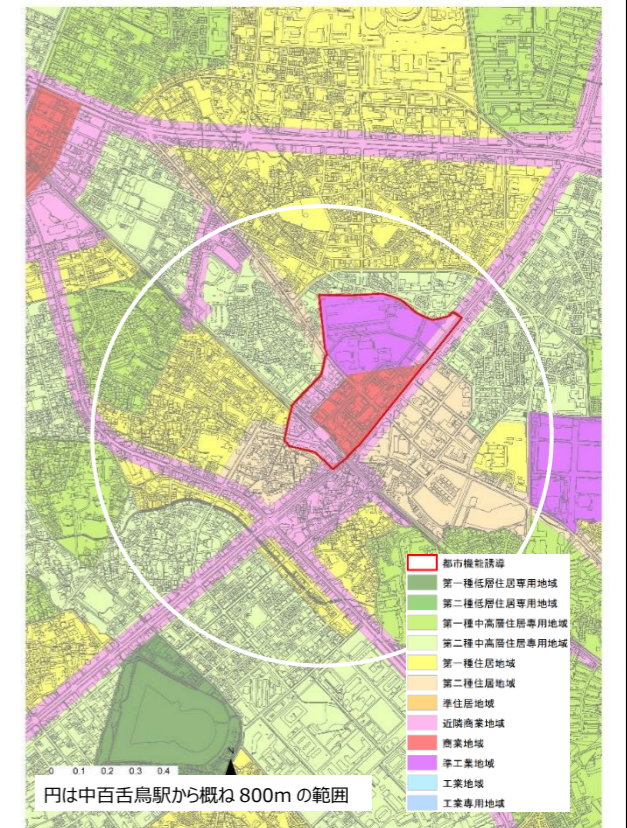 都市機能誘導
第一種低層住居専用地域
第二種低層住居専用地域
第一種中高層住居専用地域
第二種中高層住居専用地域
第一種住居地域
第二種住居地域
準住居地域
近隣商業地域
商業地域
準工業地域
工業地域
工業専用地域
0 0.1 0.2 0.3 0.4
円は中百舌鳥駅から概ね 800m の範囲